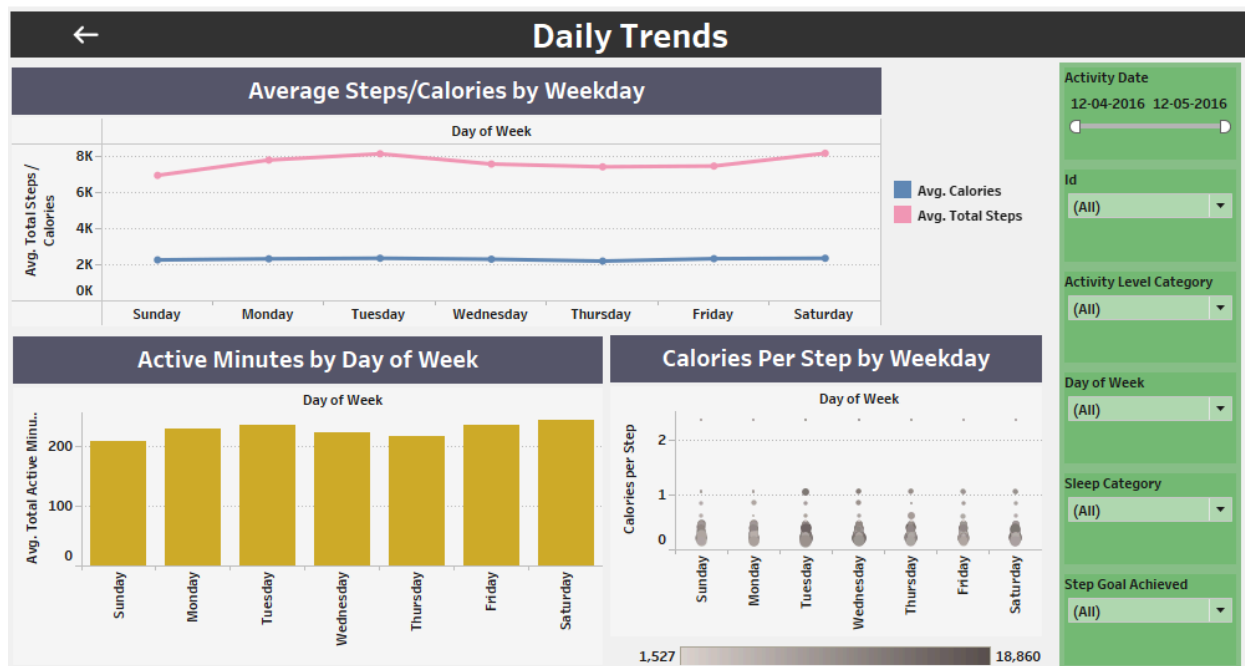 Daily Trends
Average Steps/Calories by Weekday
Day of Week
Avg. Total Steps /
Calories
8K
6K
4K
2K
0K
Sunday Monday Tuesday Wednesday Thursday Friday Saturday
Avg. Calories
Avg. Total Steps
Active Minutes by Day of Week
Day of Week
Avg. Total Active Minu..
200
100
0
Sunday
Monday
Tuesday
Wednesday
Thursday
Friday
Saturday
Calories Per Step by Weekday
Day of Week
Calories per Step
2
1
0
Sunday
Monday
Tuesday
Wednesday
Thursday
Friday
Saturday
1,527 18,860
Activity Date
12-04-2016 12-05-2016
Id
(All)
Activity Level Category
(All)
Day of Week
(All)
Sleep Category
(All)
Step Goal Achieved
(All)